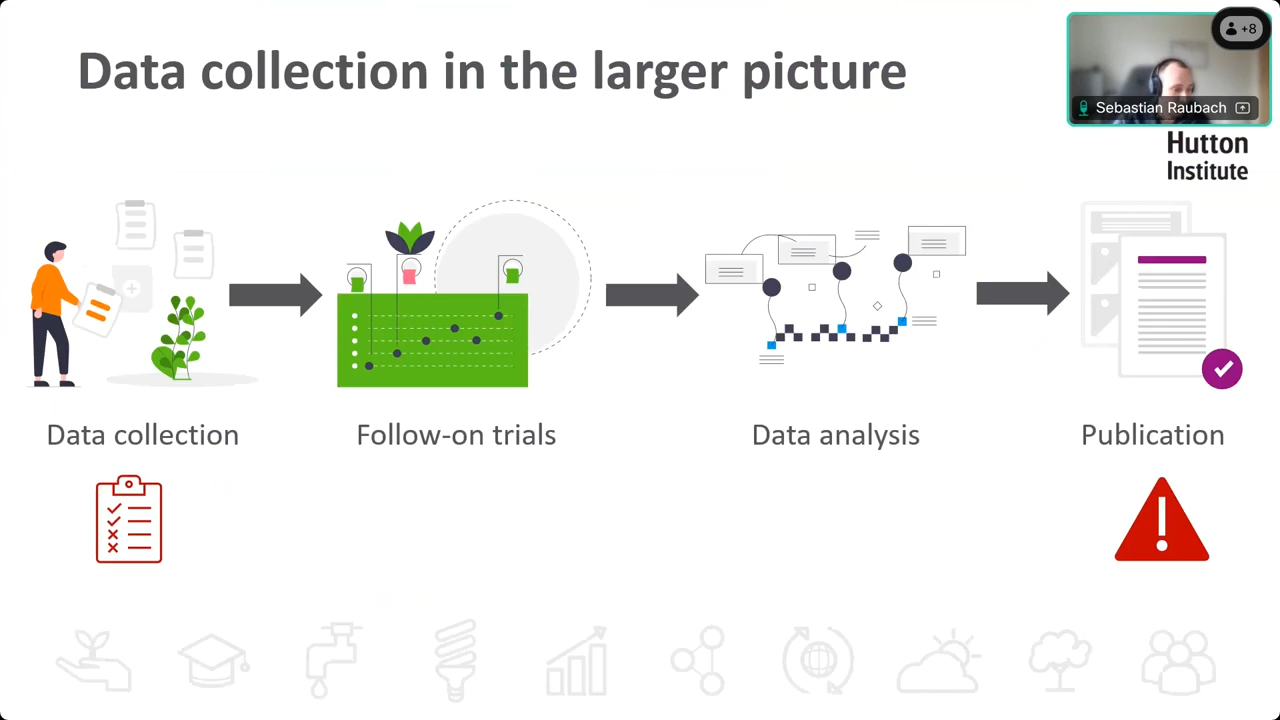 Data collection in the larger picture
+8
Sebastian Raubach
Hutton
Institute
Data collection
Follow-on trials
Data analysis
Publication